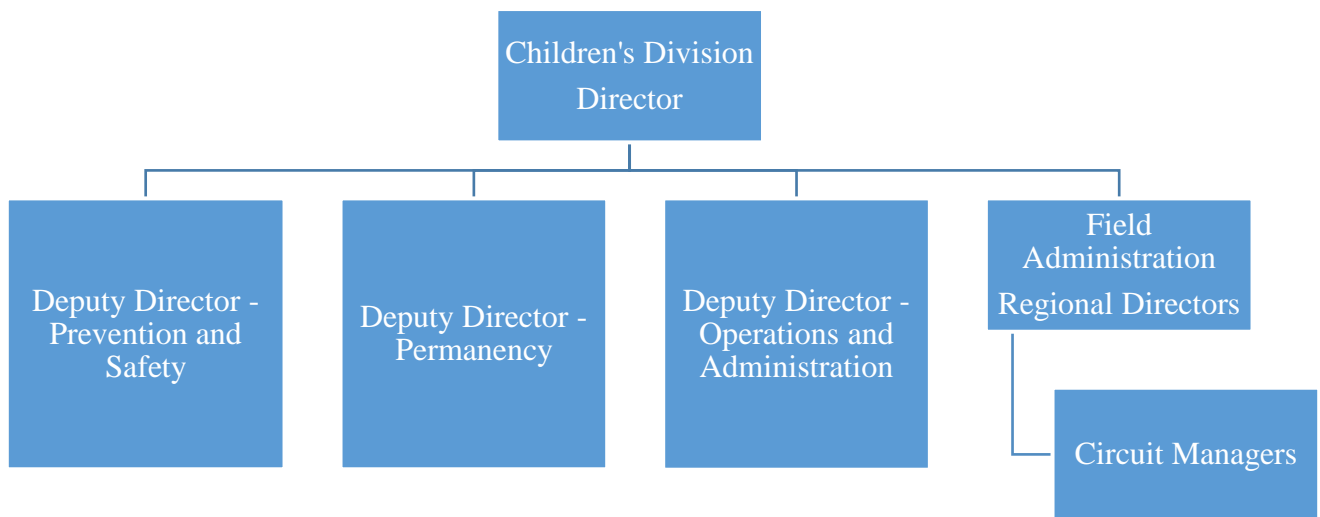 Children's Division
Director
Deputy Director -
Prevention and
Safety
Deputy Director -
Permanency
Deputy Director -
Operations and
Administration
Field
Administration
Regional Directors
Circuit Managers